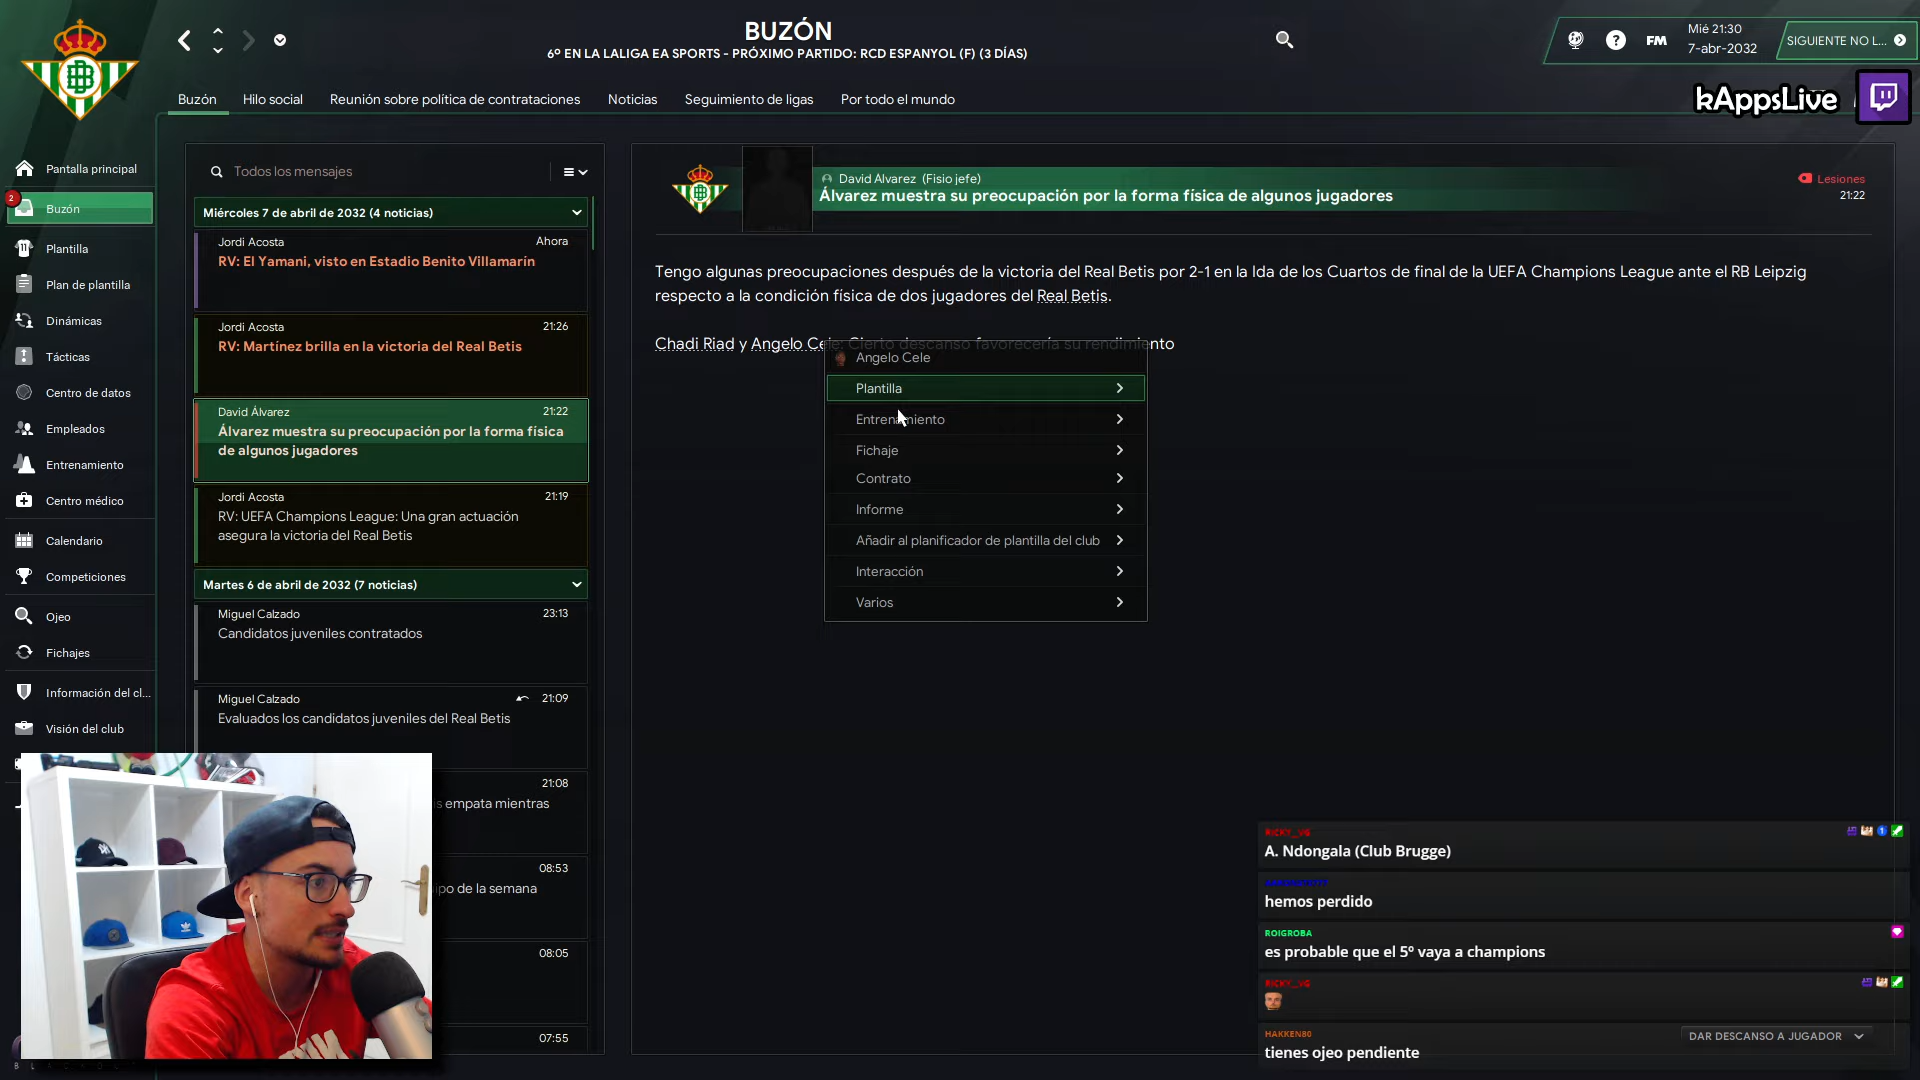 BUZÓN
6º EN LA LALIGA EA SPORTS - PRÓXIMO PARTIDO: RCD ESPANYOL (F) (3 DÍAS)
FM
Mié 21:30
7-abr-2032
SIGUIENTE NO L...
Buzón
Hilo social
Reunión sobre política de contrataciones
Noticias
Seguimiento de ligas
Por todo el mundo
kAppsLive
Pantalla principal
2
Buzón
Plantilla
Plan de plantilla
Dinámicas
Tácticas
Centro de datos
Empleados
Entrenamiento
Centro médico
Calendario
Competiciones
Ojeo
Fichajes
Información del cl...
Visión del club
Todos los mensajes
Miércoles 7 de abril de 2032 (4 noticias)
Jordi Acosta
Ahora
RV: El Yamani, visto en Estadio Benito Villamarín
Jordi Acosta
21:26
RV: Martínez brilla en la victoria del Real Betis
David Álvarez
21:22
Álvarez muestra su preocupación por la forma física
de algunos jugadores
Jordi Acosta
21:19
RV: UEFA Champions League: Una gran actuación
asegura la victoria del Real Betis
Martes 6 de abril de 2032 (7 noticias)
Miguel Calzado
23:13
Candidatos juveniles contratados
Miguel Calzado
21:09
Evaluados los candidatos juveniles del Real Betis
21:08
is empata mientras
08:53
ipo de la semana
08:05
07:55
David Álvarez (Fisio jefe)
Álvarez muestra su preocupación por la forma física de algunos jugadores
Lesiones
21:22
Tengo algunas preocupaciones después de la victoria del Real Betis por 2-1 en la Ida de los Cuartos de final de la UEFA Champions League ante el RB Leipzig
respecto a la condición física de dos jugadores del Real Betis.
Chadi Riad y Angelo Cele: Cierto descanso favorecería su rendimiento
Angelo Cele
Plantilla
Entrenamiento
Fichaje
Contrato
Informe
Añadir al planificador de plantilla del club
Interacción
Varios
RICKY__VG
A. Ndongala (Club Brugge)
hemos perdido
ROIGROBA
es probable que el 5º vaya a champions
RICKY__VG
HAKKEN80
tienes ojeo pendiente
DAR DESCANSO A JUGADOR